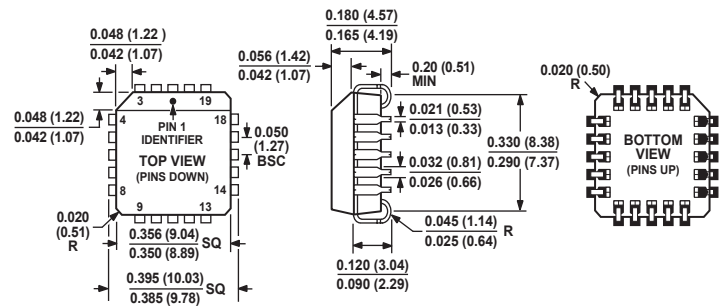 0.180 (4.57)
0.165 (4.19)
0.048 (1.22 )
0.042 (1.07)
0.056 (1.42)
0.042 (1.07)
0.20 (0.51)
MIN
0.020 (0.50)
R
0.048 (1.22)
0.042 (1.07)
3
19
4
18
PIN 1
IDENTIFIER
TOP VIEW
(PINS DOWN)
0.050
(1.27)
BSC
8
14
9
13
0.021 (0.53)
0.013 (0.33)
0.330 (8.38)
0.290 (7.37)
0.032 (0.81)
0.026 (0.66)
BOTTOM
VIEW
(PINS UP)
0.020
(0.51)
R
0.356 (9.04)
0.350 (8.89)
SQ
0.045 (1.14)
0.025 (0.64)
R
0.395 (10.03)
0.385 (9.78)
SQ
0.120 (3.04)
0.090 (2.29)